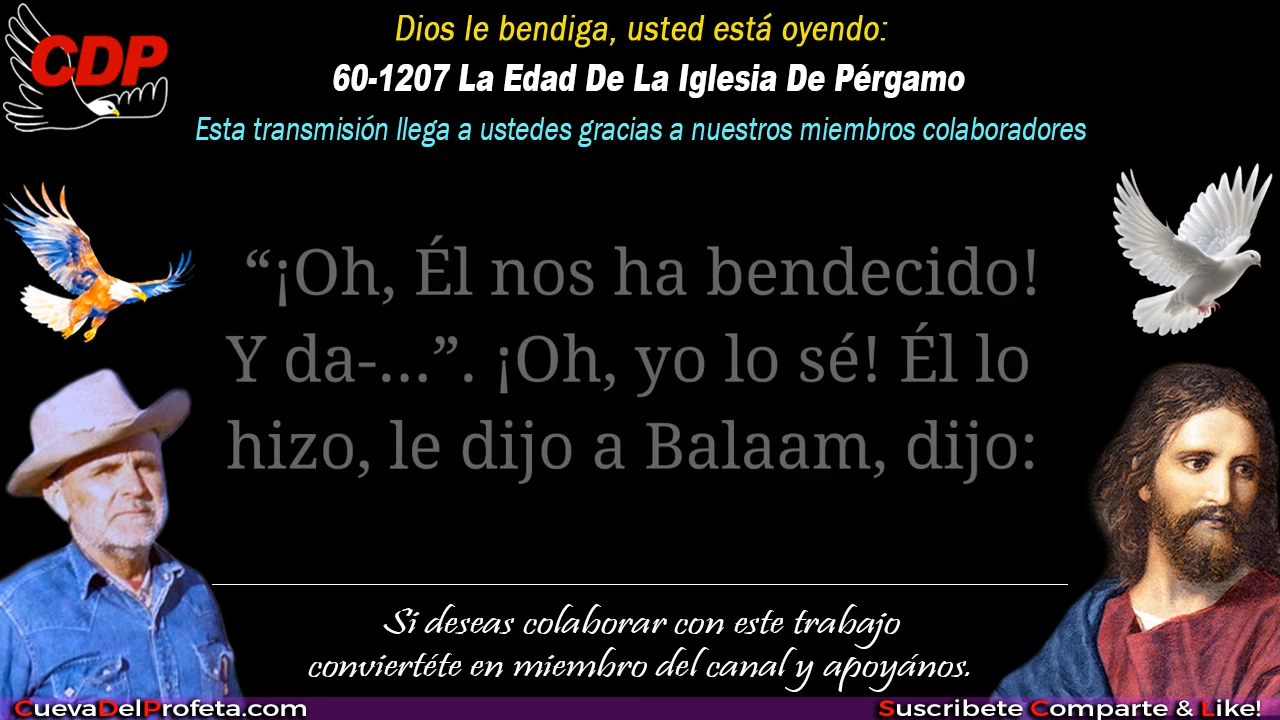 CDP
Dios le bendiga, usted está oyendo:
60-1207 La Edad De La Iglesia De Pérgamo
Esta transmisión llega a ustedes gracias a nuestros miembros colaboradores
“¡Oh, Él nos ha bendecido!
Y da-...”. ¡Oh, yo lo sé! Él lo
hizo, le dijo a Balaam, dijo:
Si deseas colaborar con este trabajo
conviertéte en miembro del canal y apoyános.
CuevaDelProfeta.com
Suscribete Comparte & Like!